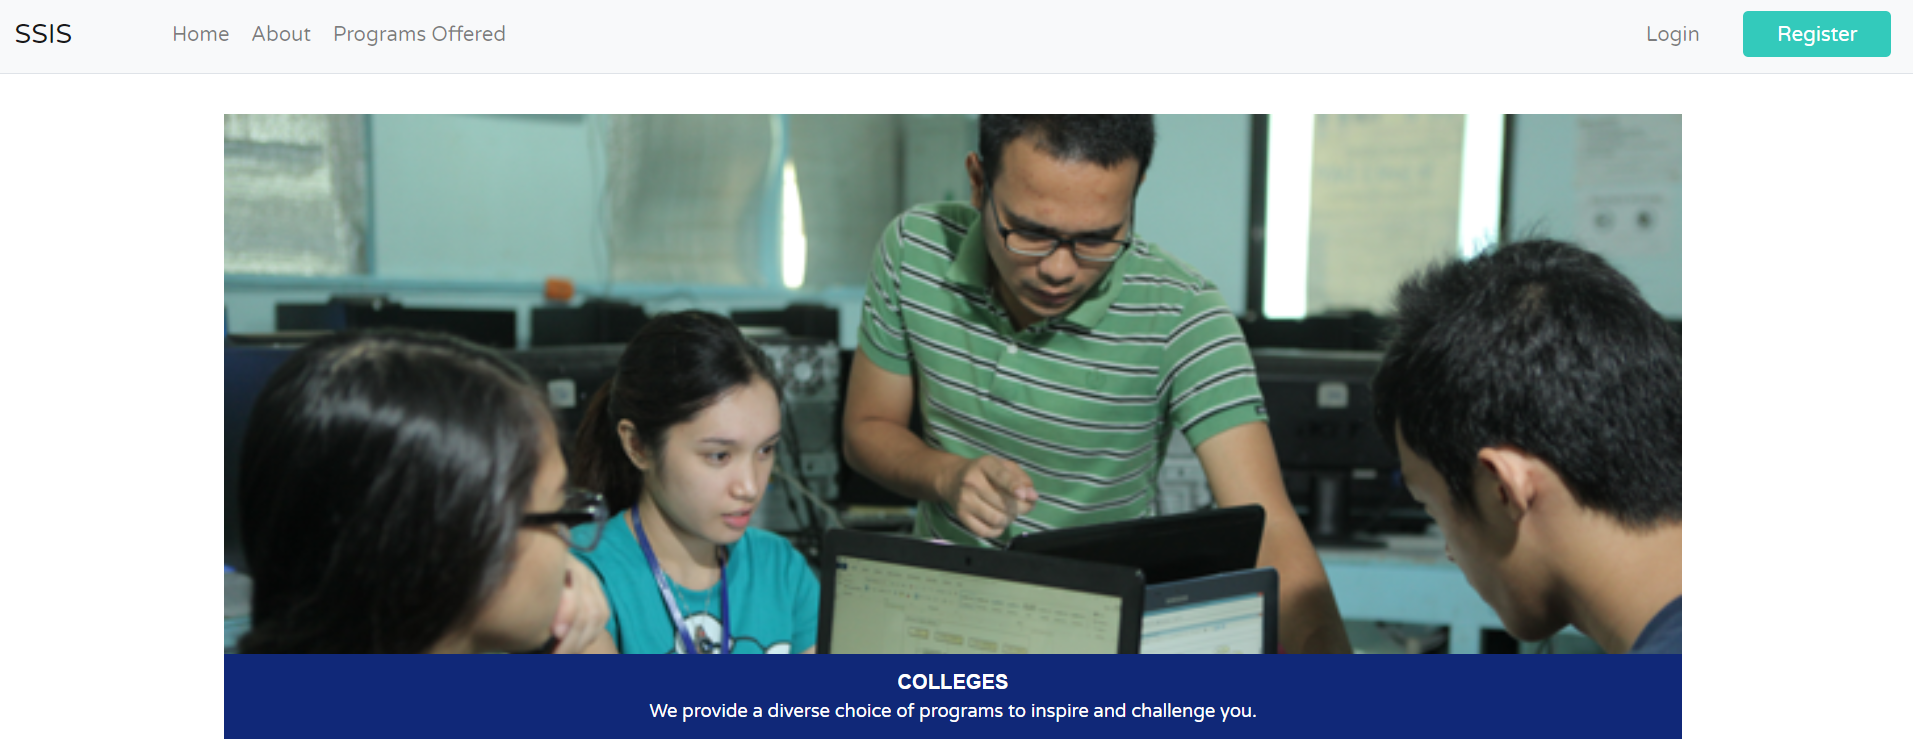 SSIS Home About Programs Offered Login Register
COLLEGES
We provide a diverse choice of programs to inspire and challenge you.